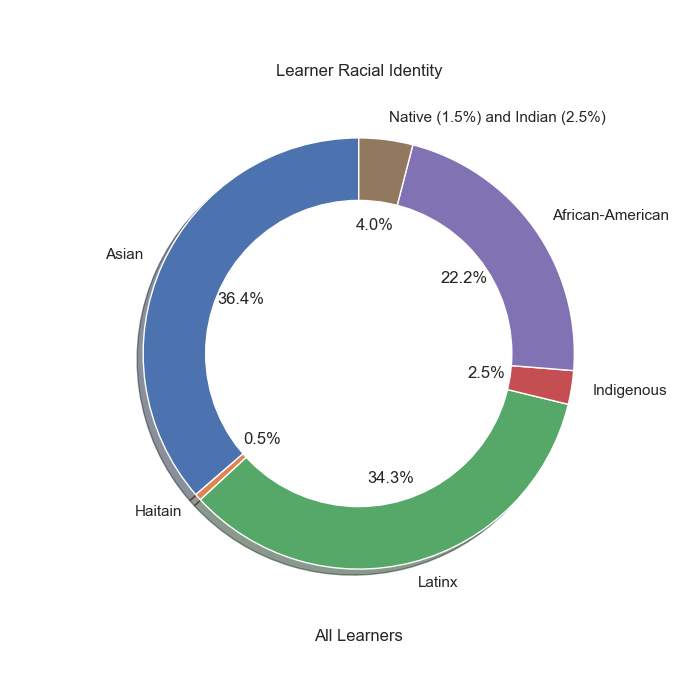 Learner Racial Identity
Native (1.5%) and Indian (2.5%)
African-American
Asian
Indigenous
Haitain
Latinx
4.0%
22.2%
36.4%
2.5%
0.5%
34.3%
All Learners